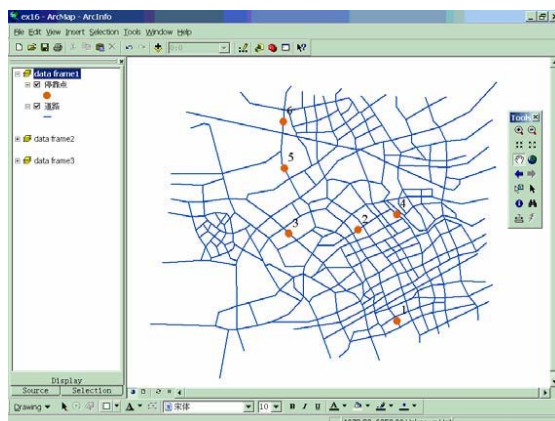 ex16 - ArcMap - ArcInfo
File Edit View Insert Selection Tools Window Help
data frame1
停靠点
道路
data frame2
data frame3
6
5
4
3
2
1
Tools
Display
Source Selection
Drawing
宋体
10
B I U
A